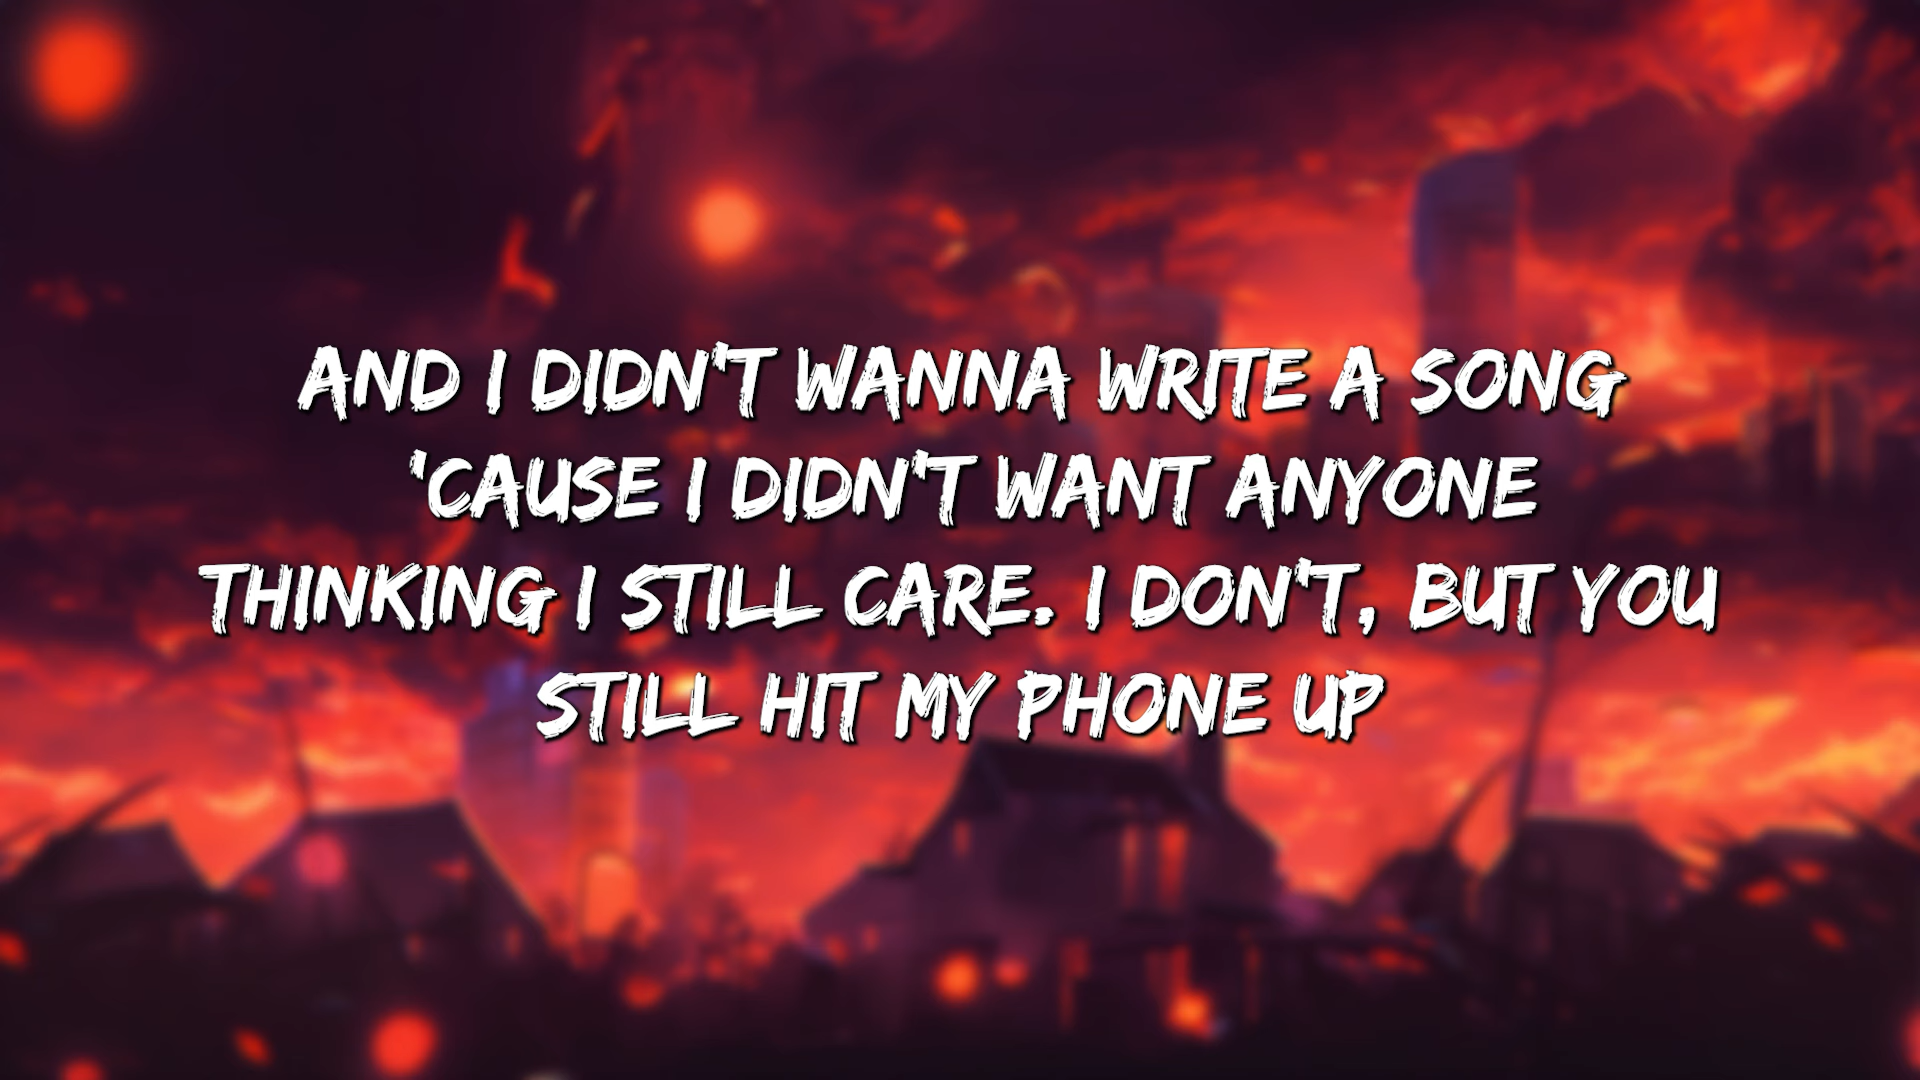 AND I DIDN'T WANNA WRITE A SONG
'CAUSE I DIDN'T WANT ANYONE
THINKING I STILL CARE. I DON'T, BUT YOU
STILL HIT MY PHONE UP